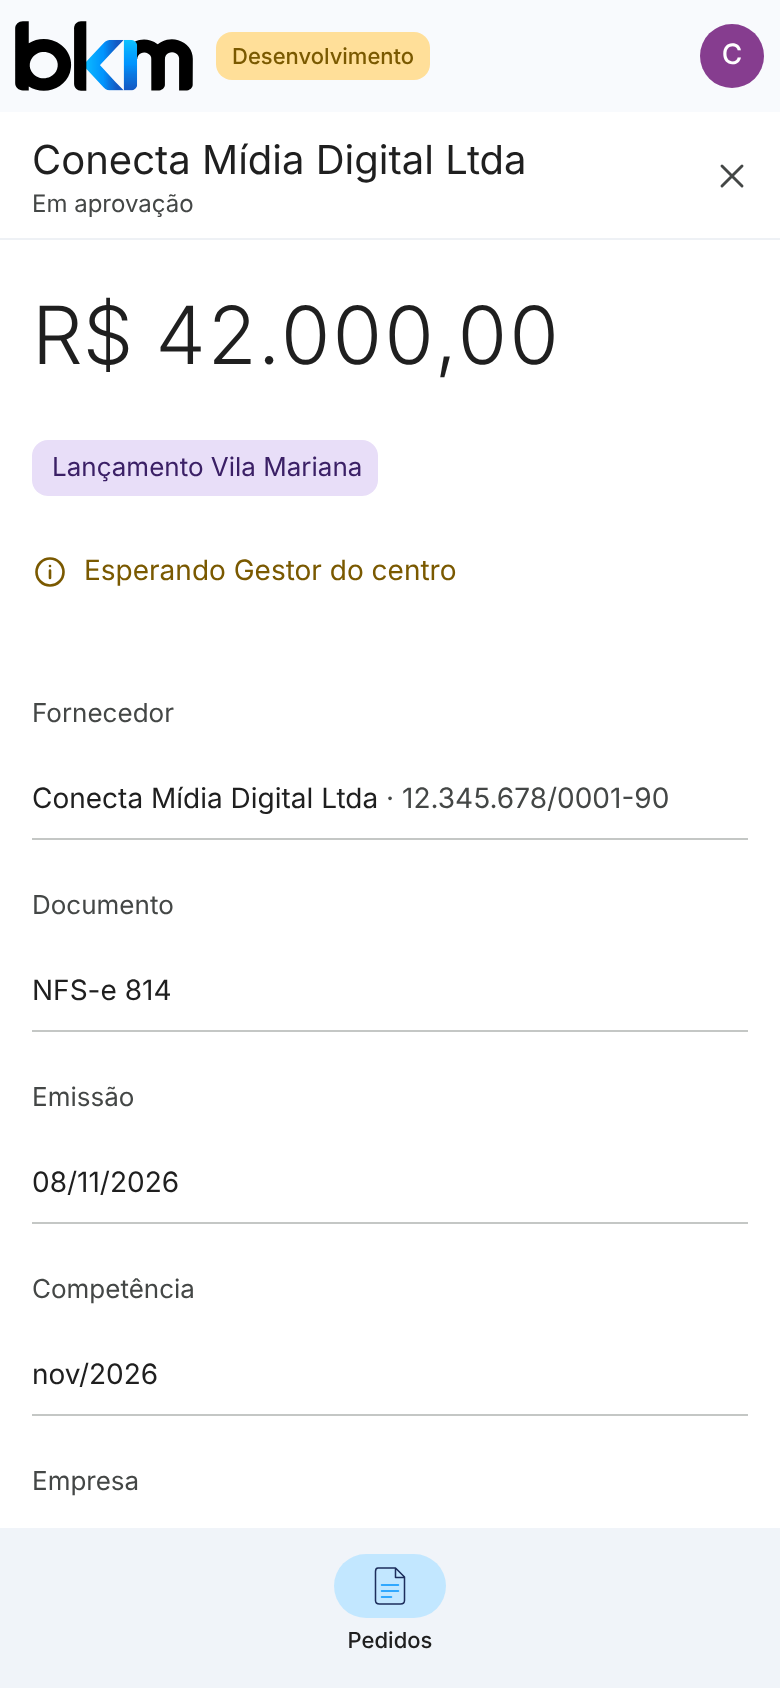 bkm
Desenvolvimento
C
Conecta Mídia Digital Ltda
Em aprovação
R$ 42.000,00
Lançamento Vila Mariana
Esperando Gestor do centro
Fornecedor
Conecta Mídia Digital Ltda · 12.345.678/0001-90
Documento
NFS-e 814
Emissão
08/11/2026
Competência
nov/2026
Empresa
Pedidos